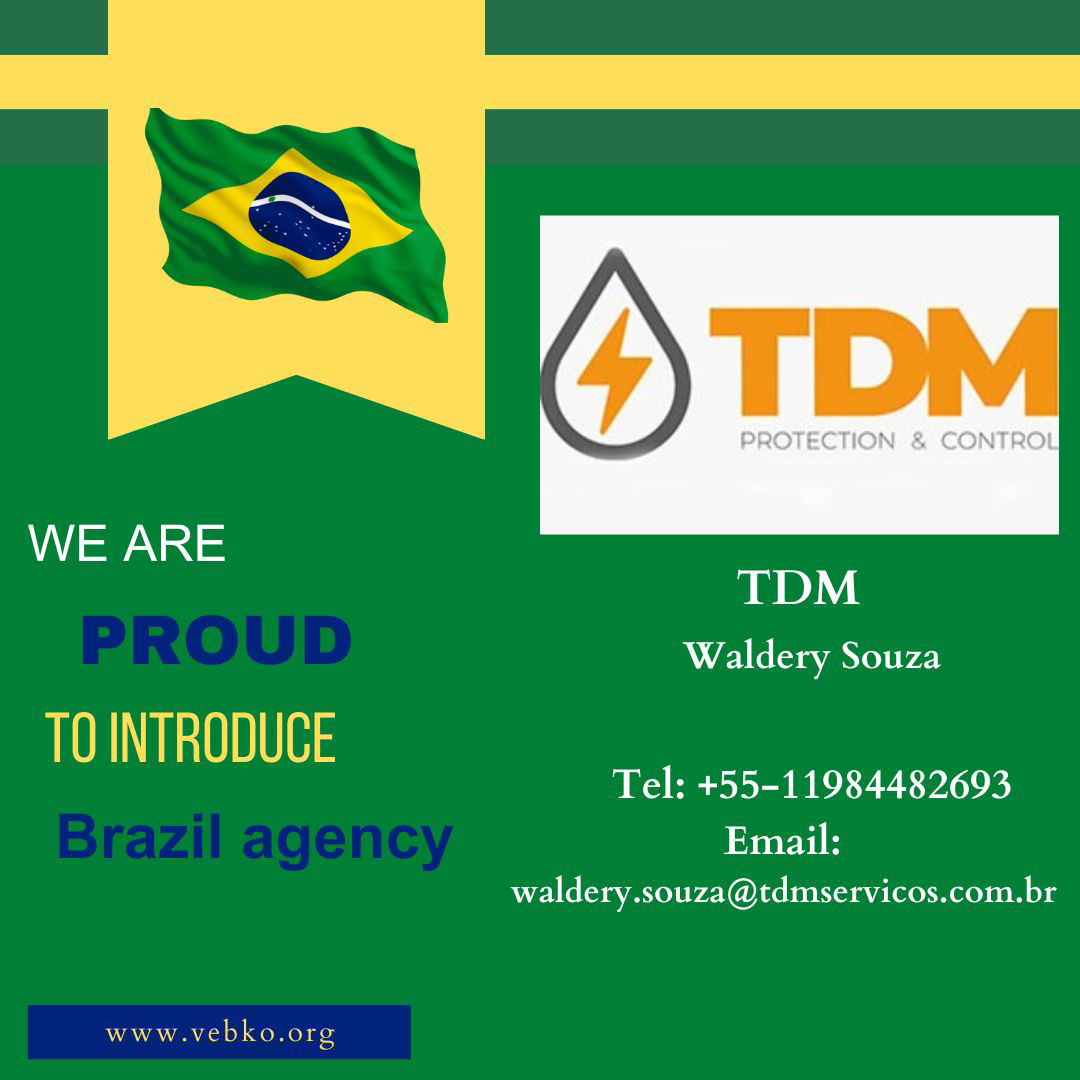 TDM
PROTECTION & CONTROL
WE ARE
PROUD
TO INTRODUCE
Brazil agency
TDM
Waldery Souza
Tel: +55-11984482693
Email:
waldery.souza@tdmservicos.com.br
www.vebko.org